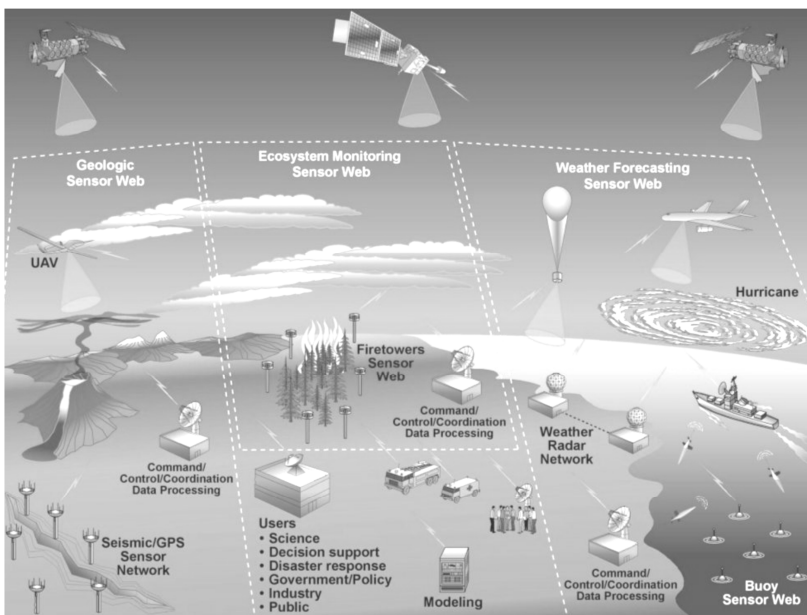 Geologic
Sensor Web
Ecosystem Monitoring
Sensor Web
Weather Forecasting
Sensor Web
UAV
Hurricane
Firetowers
Sensor
Web
Command/
Control/Coordination
Data Processing
Weather
Radar
Network
Command/
Control/Coordination
Data Processing
Seismic/GPS
Sensor
Network
Users
• Science
• Decision support
• Disaster response
• Government/Policy
• Industry
• Public
Modeling
Command/
Control/Coordination
Data Processing
Buoy
Sensor Web